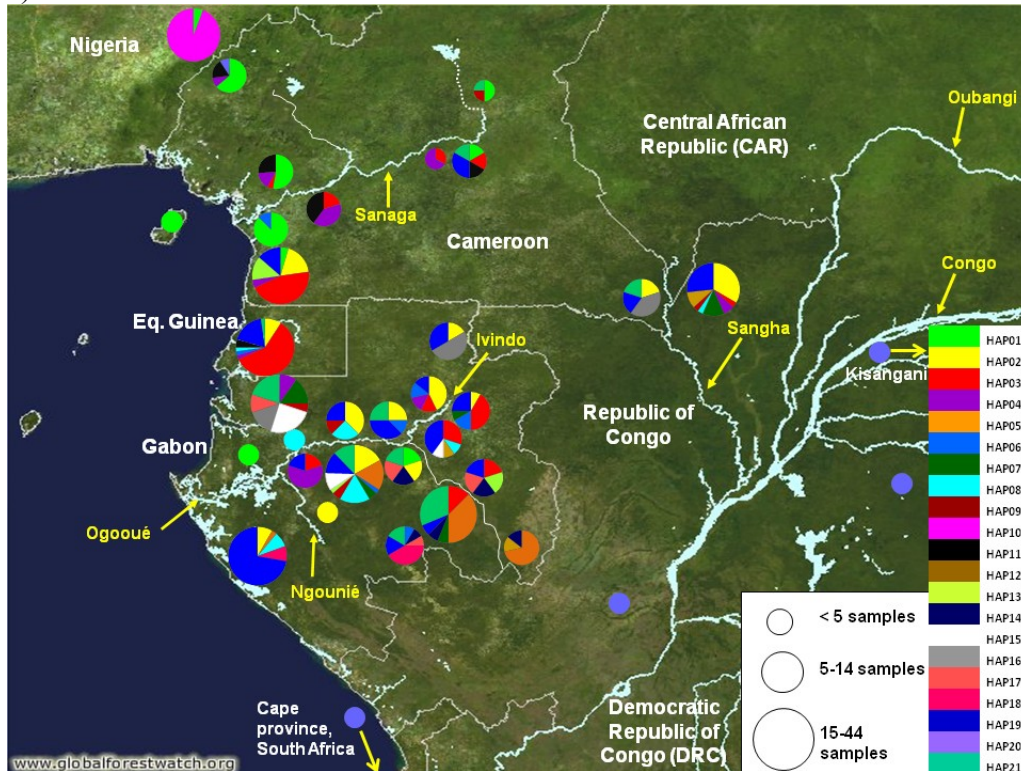 Nigeria
Central African
Republic (CAR)
Oubangi
Sanaga
Cameroon
Congo
Eq. Guinea
Ivindo
Sangha
Kisangani
Republic of
Congo
Gabon
Ogooué
Ngounié
Cape
province,
South Africa
Democratic
Republic of
Congo (DRC)
< 5 samples
5-14 samples
15-44
samples
HAP01
HAP02
HAP03
HAP04
HAP05
HAP06
HAP07
HAP08
HAP09
HAP10
HAP11
HAP12
HAP13
HAP14
HAP15
HAP16
HAP17
HAP18
HAP19
HAP20
HAP21
www.globalforestwatch.org